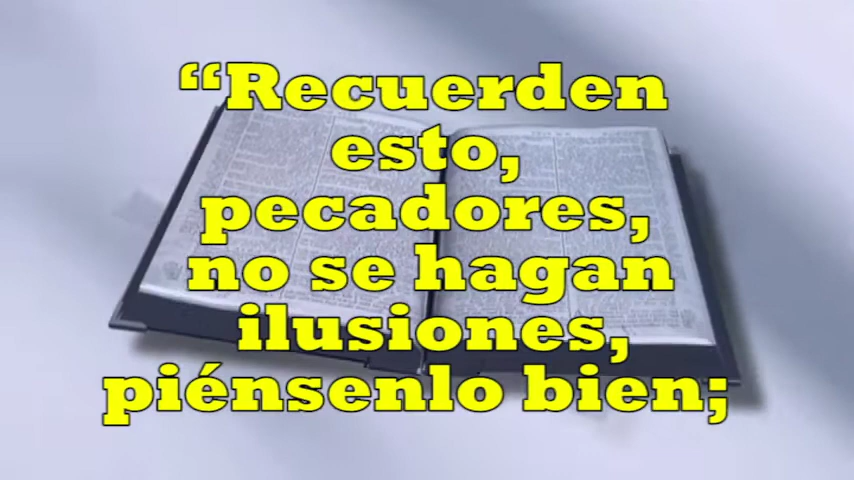 “Recuerden
esto,
pecadores,
no se hagan
ilusiones,
piénsenlo bien;